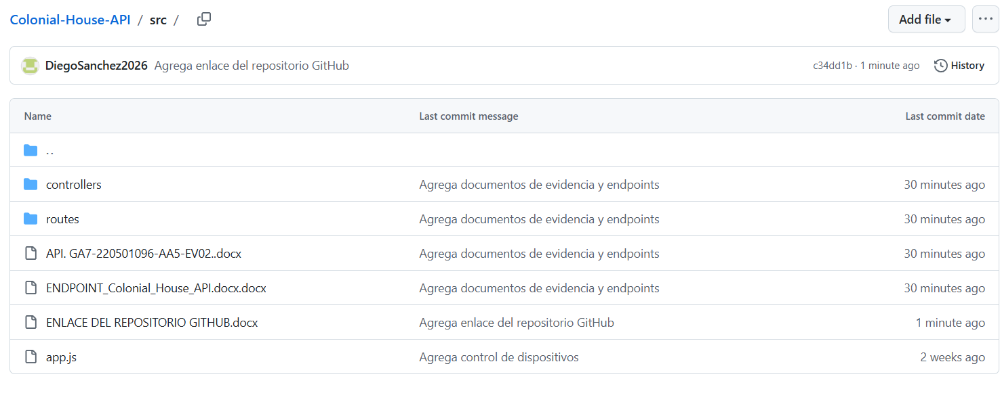 Colonial-House-API / src /
Add file
DiegoSanchez2026 Agrega enlace del repositorio GitHub
c34dd1b · 1 minute ago History
Name Last commit message Last commit date
..
controllers Agrega documentos de evidencia y endpoints 30 minutes ago
routes Agrega documentos de evidencia y endpoints 30 minutes ago
API. GA7-220501096-AA5-EV02..docx Agrega documentos de evidencia y endpoints 30 minutes ago
ENDPOINT_Colonial_House_API.docx.docx Agrega documentos de evidencia y endpoints 30 minutes ago
ENLACE DEL REPOSITORIO GITHUB.docx Agrega enlace del repositorio GitHub 1 minute ago
app.js Agrega control de dispositivos 2 weeks ago